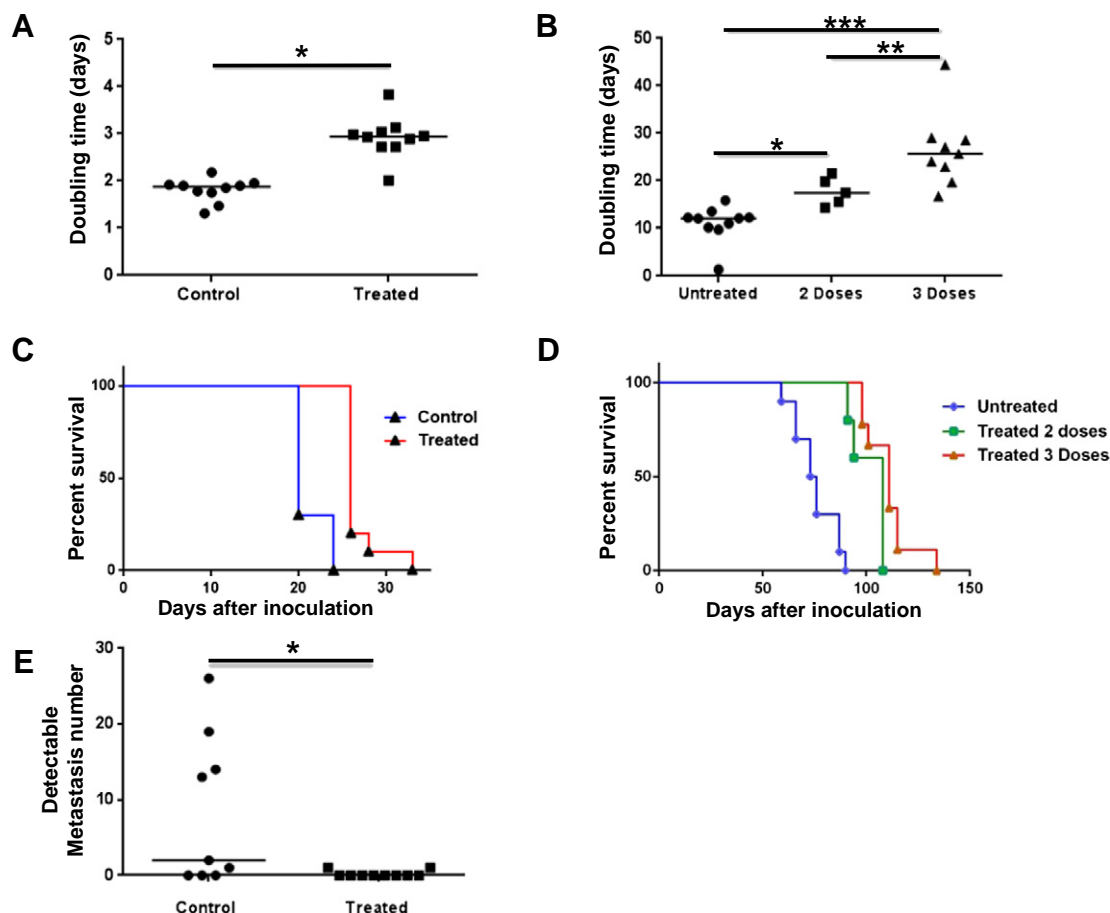 A
Doubling time (days)
5
4
3
2
1
0
*
Control
Treated
B
Doubling time (days)
50
40
30
20
10
0
***
**
*
Untreated
2 Doses
3 Doses
C
Percent survival
100
50
0
0
10
20
30
Days after inoculation
Control
Treated
D
Percent survival
100
50
0
0
50
100
150
Days after inoculation
Untreated
Treated 2 doses
Treated 3 Doses
E
Detectable
Metastasis number
30
20
10
0
*
Control
Treated